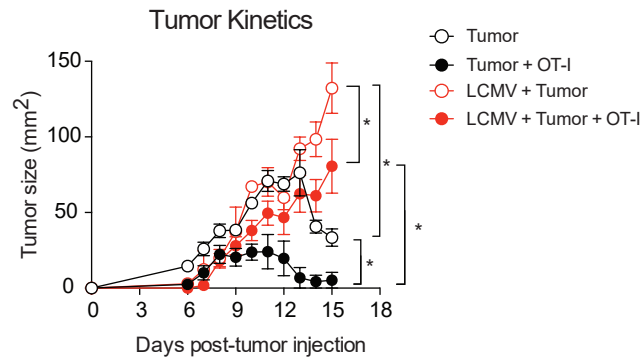 Tumor Kinetics
Tumor size (mm²)
150
100
50
0
0 3 6 9 12 15 18
Days post-tumor injection
Tumor
Tumor + OT-I
LCMV + Tumor
LCMV + Tumor + OT-I
*
*
*
*